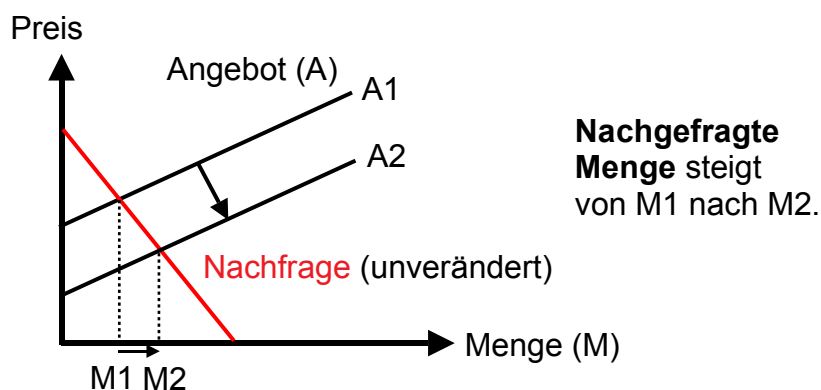 Preis
Angebot (A)
A1
A2
Nachgefragte
Menge steigt
von M1 nach M2.
Nachfrage (unverändert)
Menge (M)
M1 M2